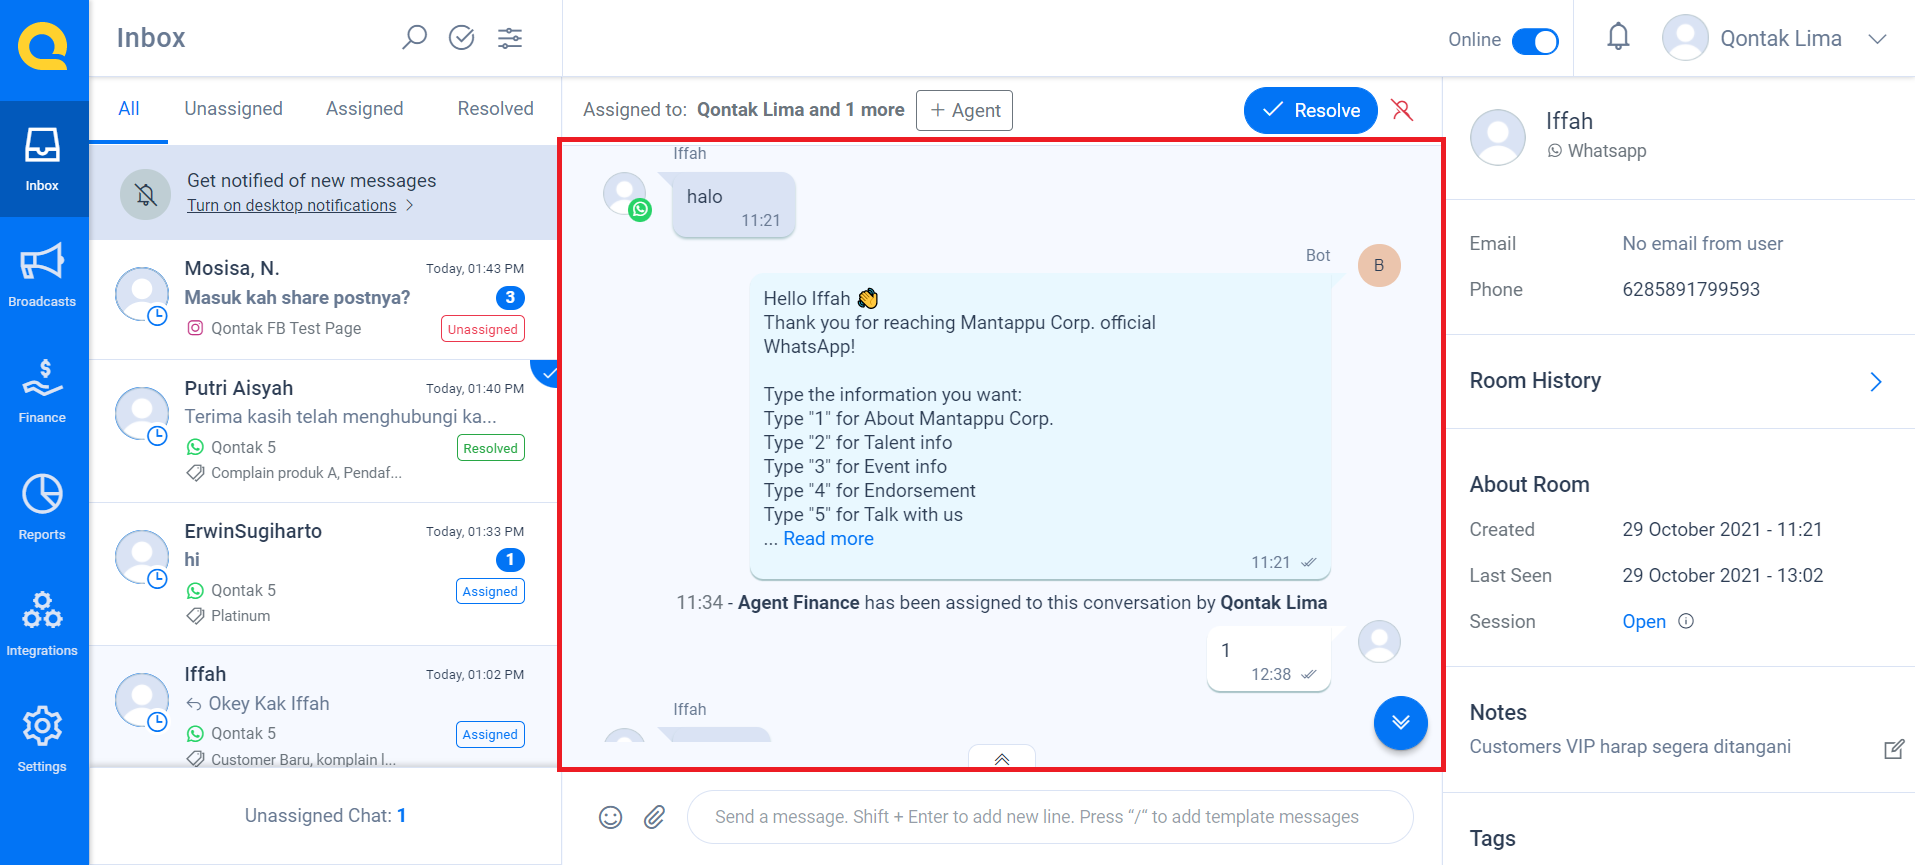 Inbox
Broadcasts
Finance
Reports
Integrations
Settings
Inbox
All Unassigned Assigned Resolved
Get notified of new messages
Turn on desktop notifications
Mosisa, N. Today, 01:43 PM
Masuk kah share postnya? 3
Qontak FB Test Page Unassigned
Putri Aisyah Today, 01:40 PM
Terima kasih telah menghubungi ka...
Qontak 5 Resolved
Complain produk A, Pendaf...
ErwinSugiharto Today, 01:33 PM
hi 1
Qontak 5 Assigned
Platinum
Iffah Today, 01:02 PM
Okey Kak Iffah
Qontak 5 Assigned
Customer Baru, komplain l...
Unassigned Chat: 1
Online Qontak Lima
Assigned to: Qontak Lima and 1 more + Agent Resolve
Iffah
halo
11:21
Bot
B
Hello Iffah 👏
Thank you for reaching Mantappu Corp. official
WhatsApp!
Type the information you want:
Type "1" for About Mantappu Corp.
Type "2" for Talent info
Type "3" for Event info
Type "4" for Endorsement
Type "5" for Talk with us
... Read more
11:21
11:34 - Agent Finance has been assigned to this conversation by Qontak Lima
1
12:38
Iffah
Send a message. Shift + Enter to add new line. Press “/“ to add template messages
Iffah
Whatsapp
Email No email from user
Phone 6285891799593
Room History
About Room
Created 29 October 2021 - 11:21
Last Seen 29 October 2021 - 13:02
Session Open
Notes
Customers VIP harap segera ditangani
Tags